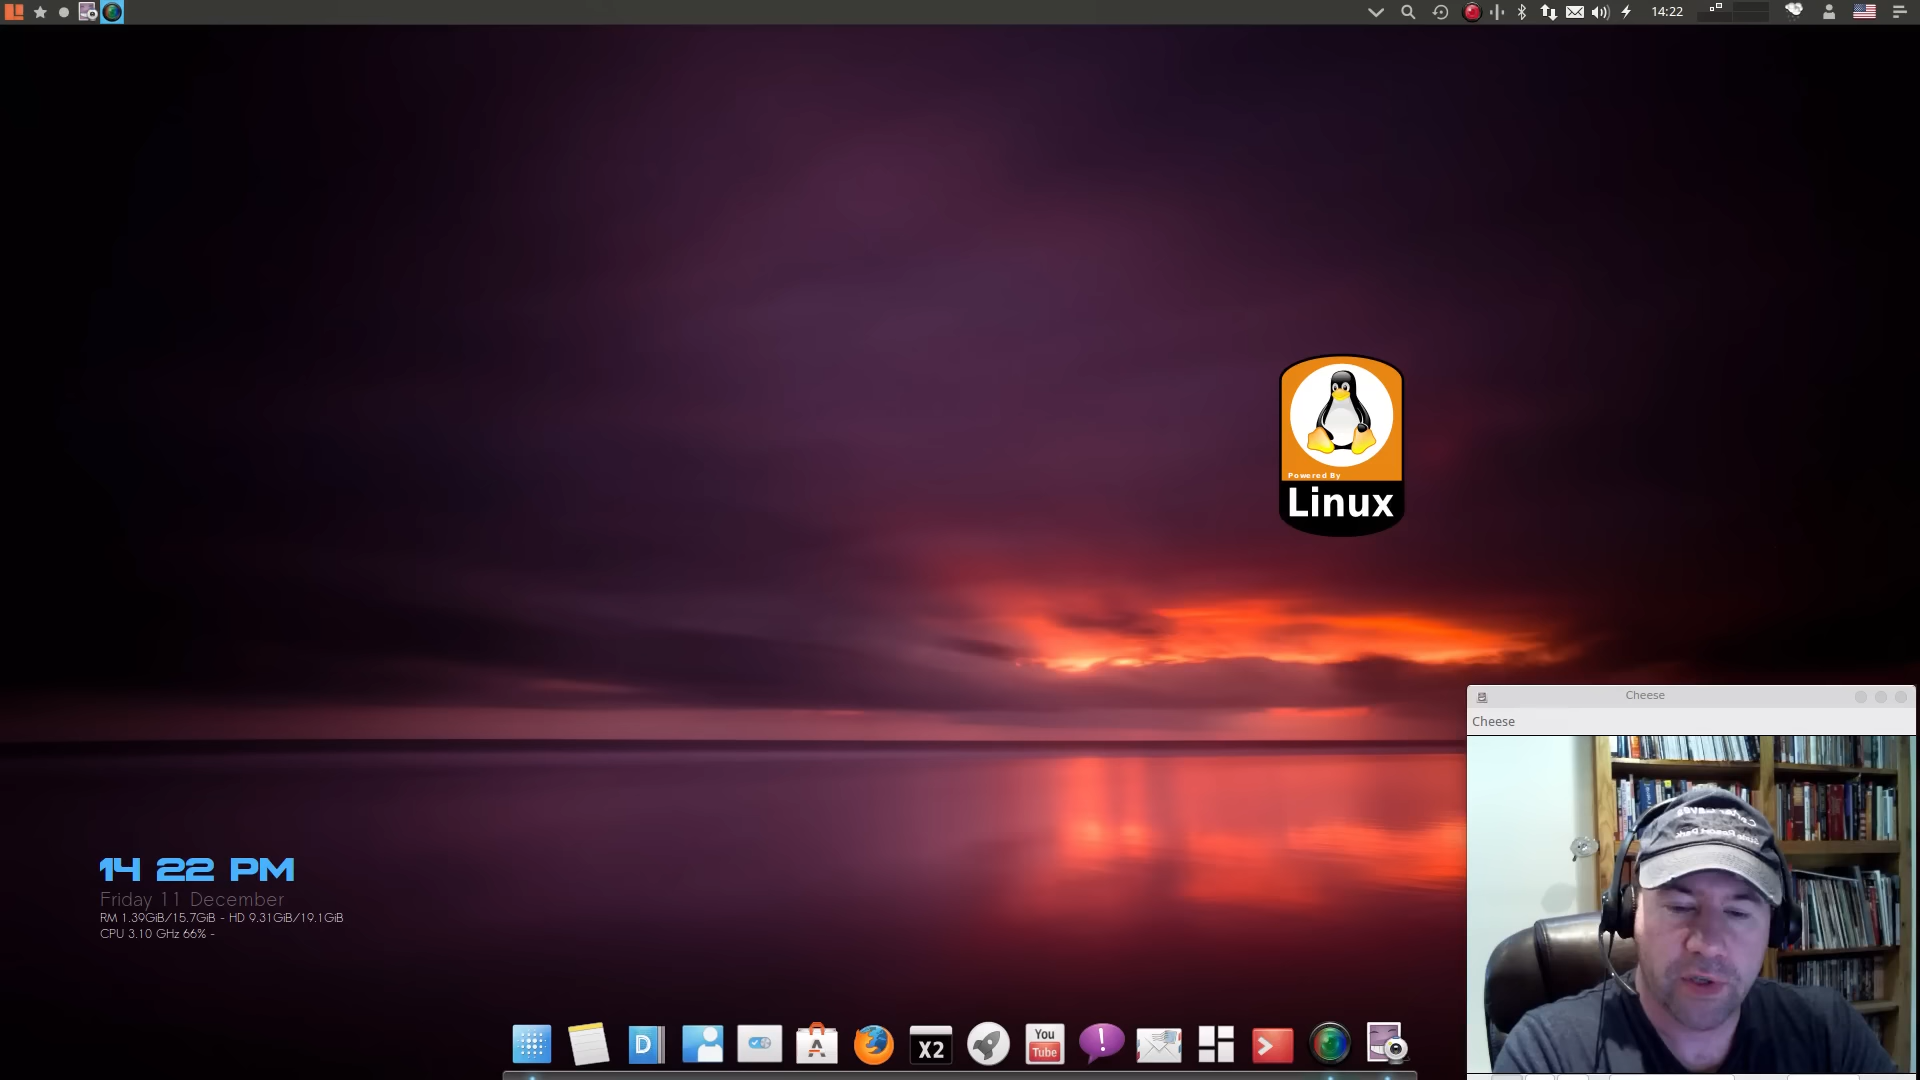 14:22
Powered By
Linux
Cheese
Cheese
14 22 PM
Friday 11 December
RM 1.39GiB/15.7GiB - HD 9.31GiB/19.1GiB
CPU 3.10 GHz 66% -
D
A
X2
You
Tube
!